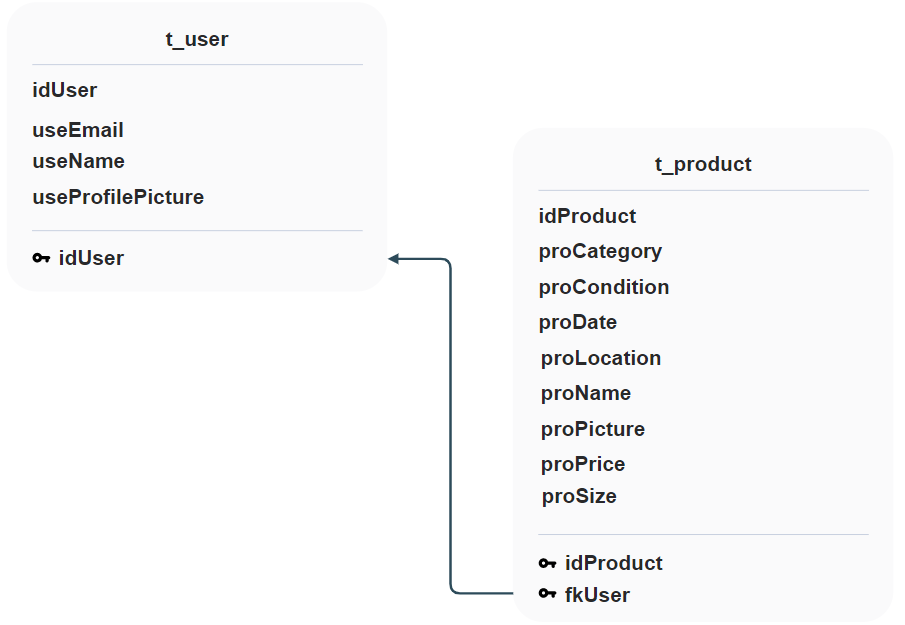 t_user
idUser
useEmail
useName
useProfilePicture
idUser
t_product
idProduct
proCategory
proCondition
proDate
proLocation
proName
proPicture
proPrice
proSize
idProduct
fkUser